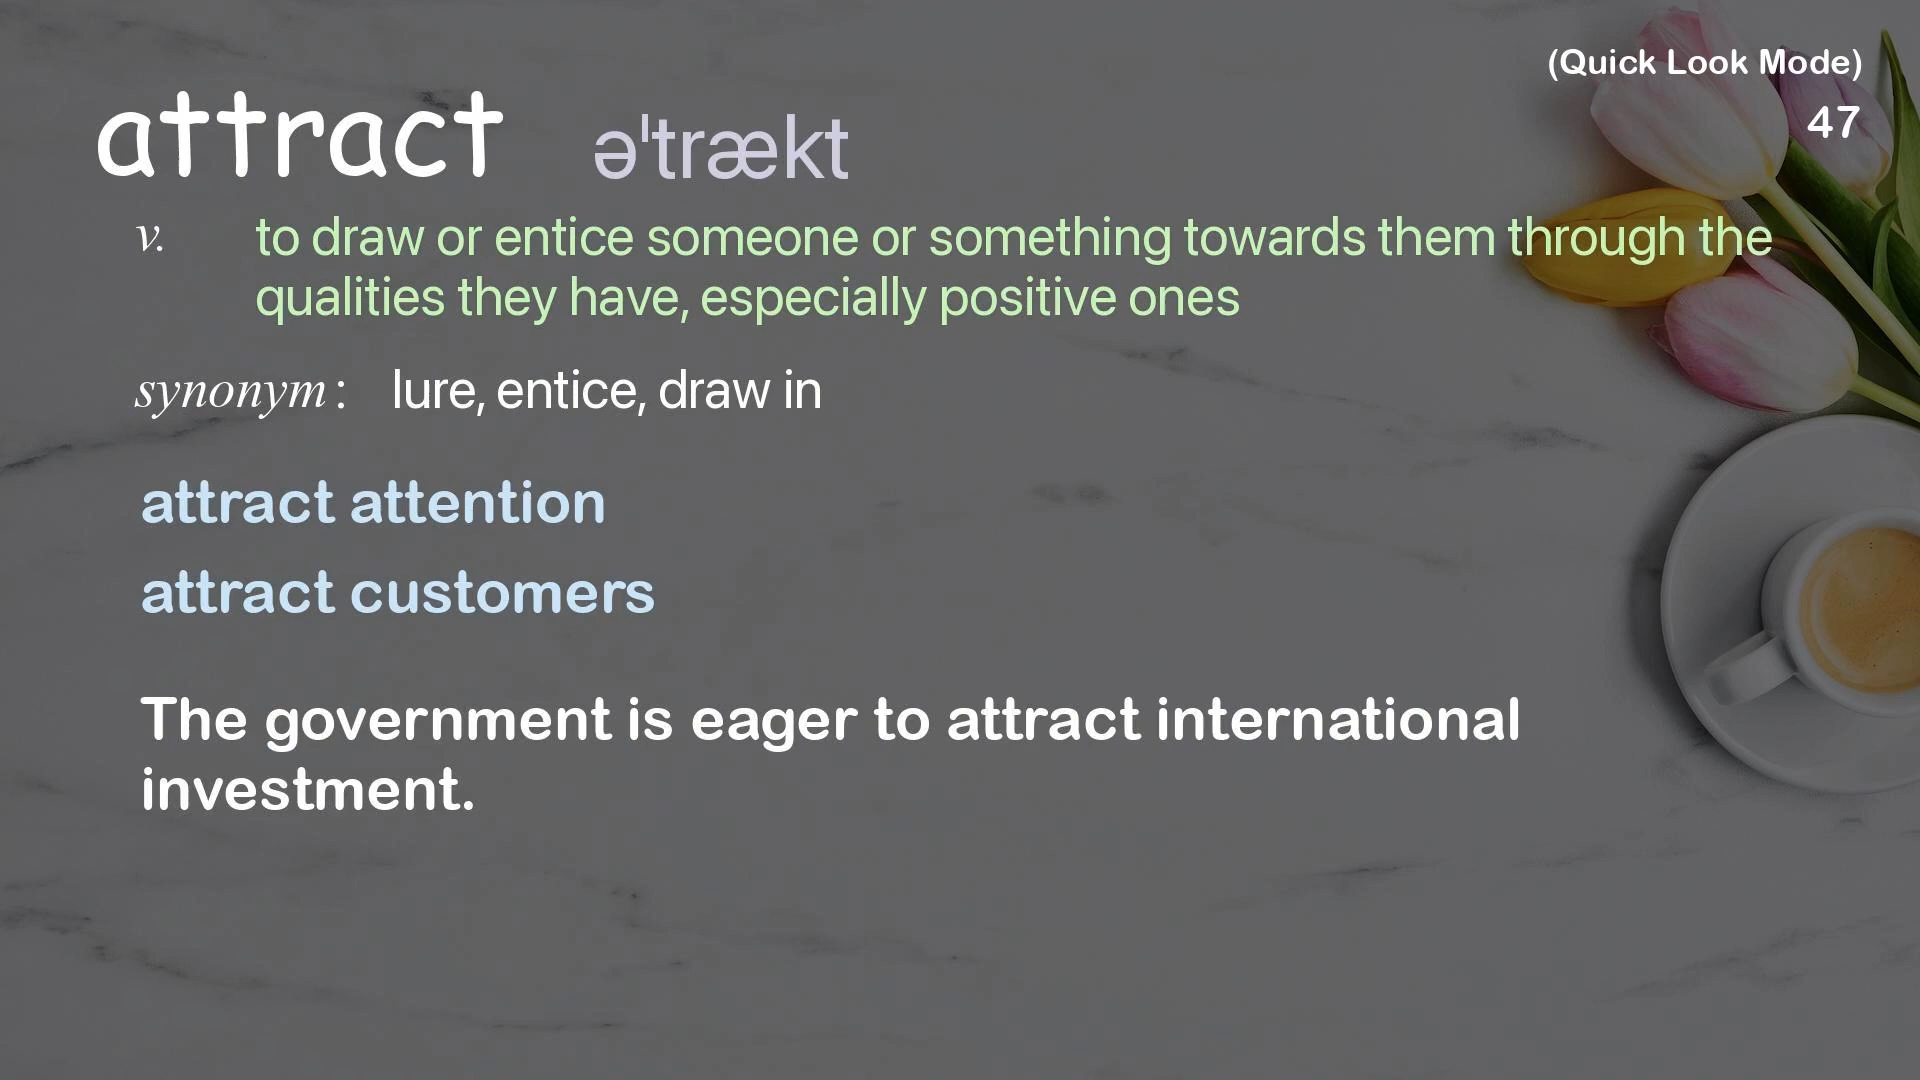 (Quick Look Mode)
47
attract əˈtrækt
v. to draw or entice someone or something towards them through the
qualities they have, especially positive ones
synonym: lure, entice, draw in
attract attention
attract customers
The government is eager to attract international
investment.